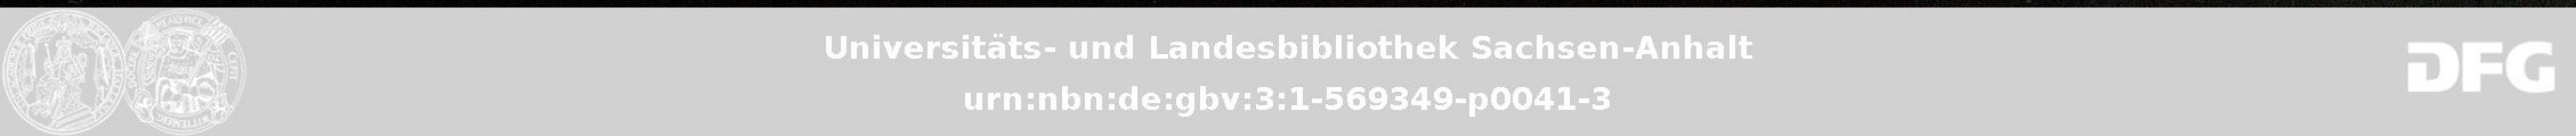 Universitäts- und Landesbibliothek Sachsen-Anhalt
urn:nbn:de:gbv:3:1-569349-p0041-3
DFG